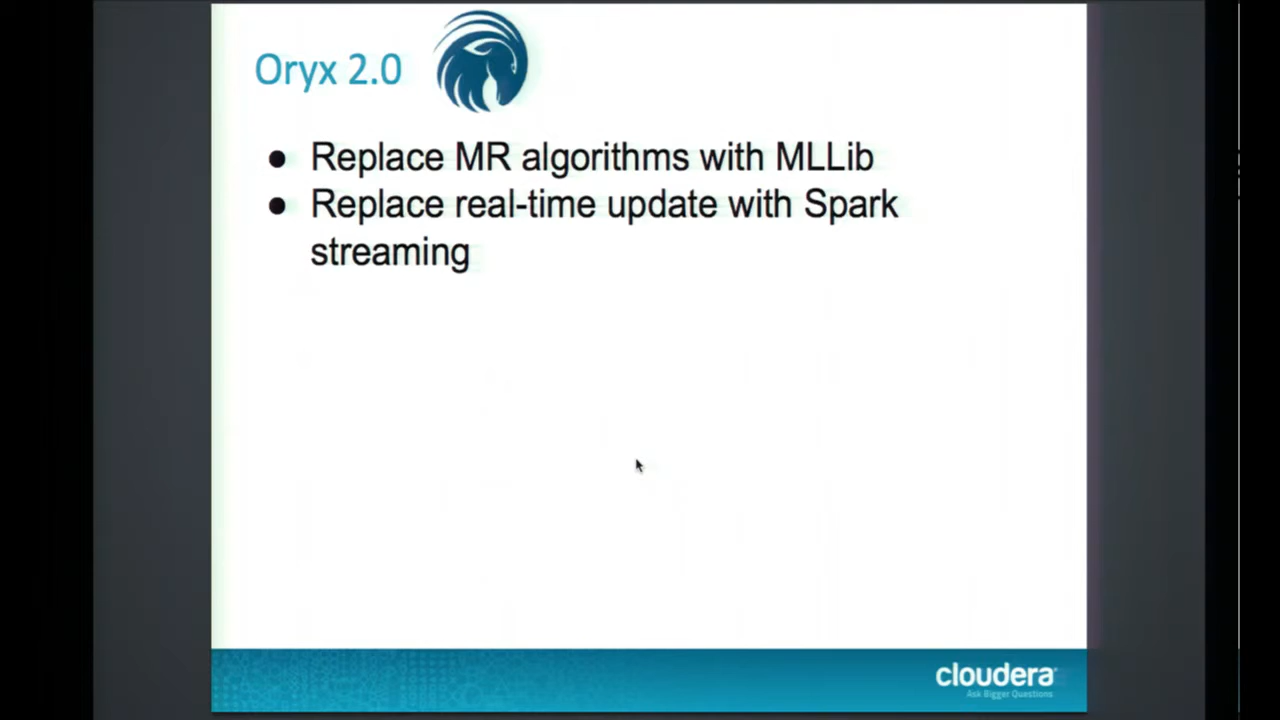 Oryx 2.0
● Replace MR algorithms with MLLib
● Replace real-time update with Spark
streaming
cloudera
Ask Bigger Questions